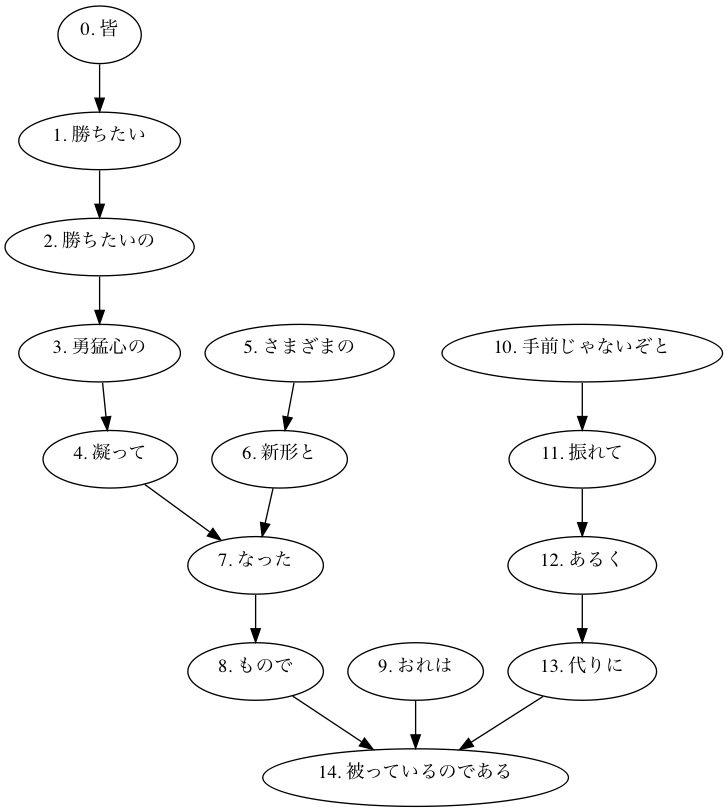 0. 皆
1. 勝ちたい
2. 勝ちたいの
3. 勇猛心の
5. さまざまの
10. 手前じゃないぞと
4. 凝って
6. 新形と
11. 振れて
7. なった
12. あるく
8. もので
9. おれは
13. 代りに
14. 被っているのである